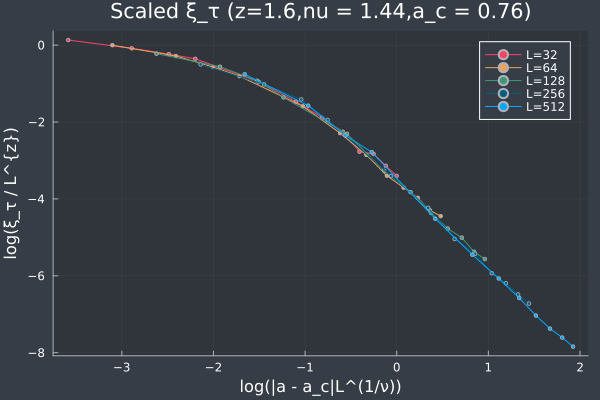 Scaled ξ_τ (z=1.6,nu = 1.44,a_c = 0.76)
L=32
L=64
L=128
L=256
L=512
0
−2
−4
−6
−8
log(ξ_τ / L^{z})
−3
−2
−1
0
1
2
log(|a - a_c|L^(1/ν))